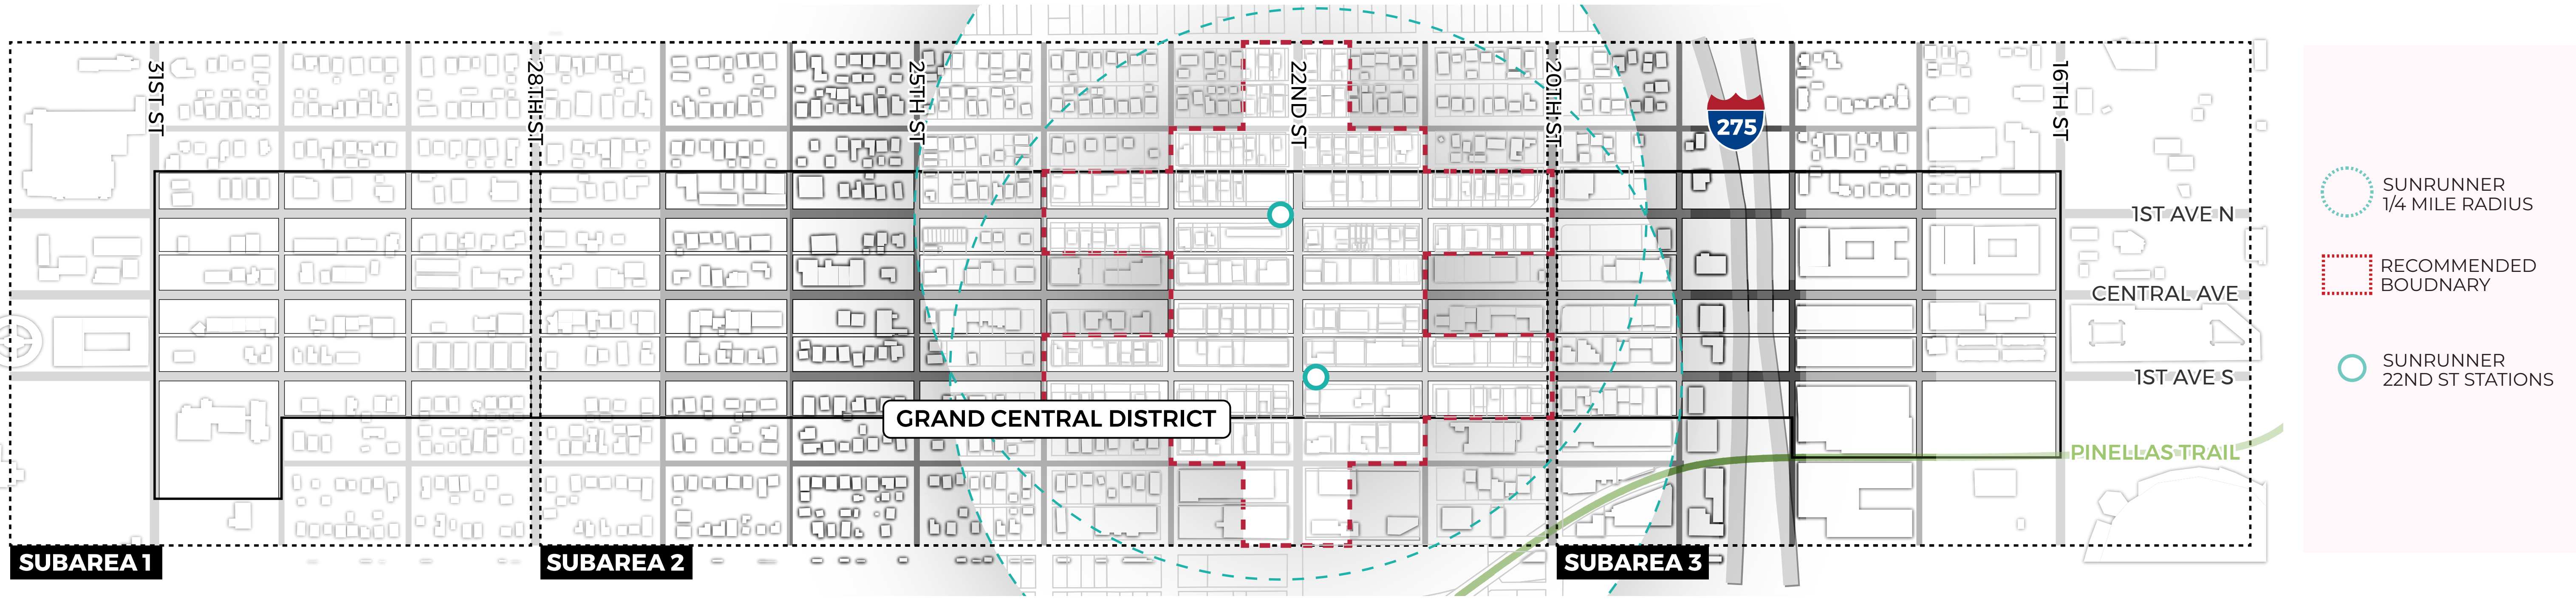 31ST ST
28TH ST
25TH ST
22ND ST
20TH ST
16TH ST
275
1ST AVE N
CENTRAL AVE
1ST AVE S
GRAND CENTRAL DISTRICT
PINELLAS TRAIL
SUBAREA 1
SUBAREA 2
SUBAREA 3
SUNRUNNER
1/4 MILE RADIUS
RECOMMENDED
BOUDNARY
SUNRUNNER
22ND ST STATIONS